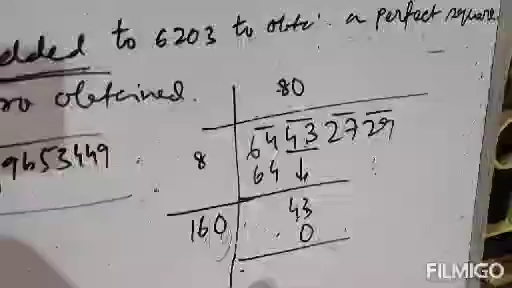 added to 6203 to obtain a perfect square
so obtained.
80
9653449
8 64 43 27 29
64 ↓
160 43
0
FILMIGO